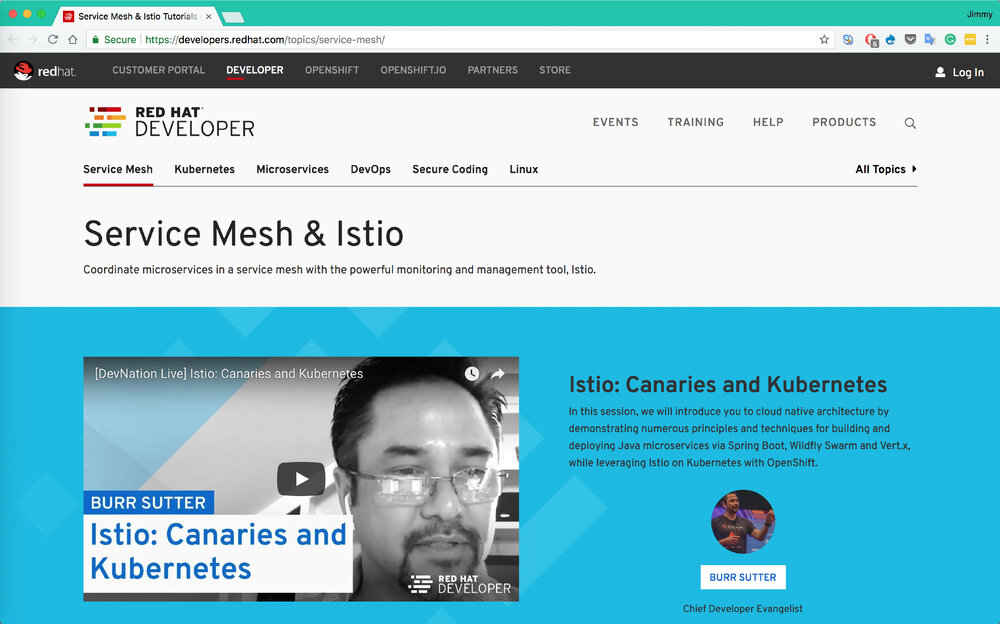 Service Mesh & Istio Tutorials
Jimmy
Secure https://developers.redhat.com/topics/service-mesh/
redhat. CUSTOMER PORTAL DEVELOPER OPENSHIFT OPENSHIFT.IO PARTNERS STORE Log In
RED HAT
DEVELOPER
EVENTS TRAINING HELP PRODUCTS
Service Mesh Kubernetes Microservices DevOps Secure Coding Linux All Topics
Service Mesh & Istio
Coordinate microservices in a service mesh with the powerful monitoring and management tool, Istio.
[DevNation Live] Istio: Canaries and Kubernetes
BURR SUTTER
Istio: Canaries and
Kubernetes
RED HAT
DEVELOPER
Istio: Canaries and Kubernetes
In this session, we will introduce you to cloud native architecture by
demonstrating numerous principles and techniques for building and
deploying Java microservices via Spring Boot, Wildfly Swarm and Vert.x,
while leveraging Istio on Kubernetes with OpenShift.
BURR SUTTER
Chief Developer Evangelist